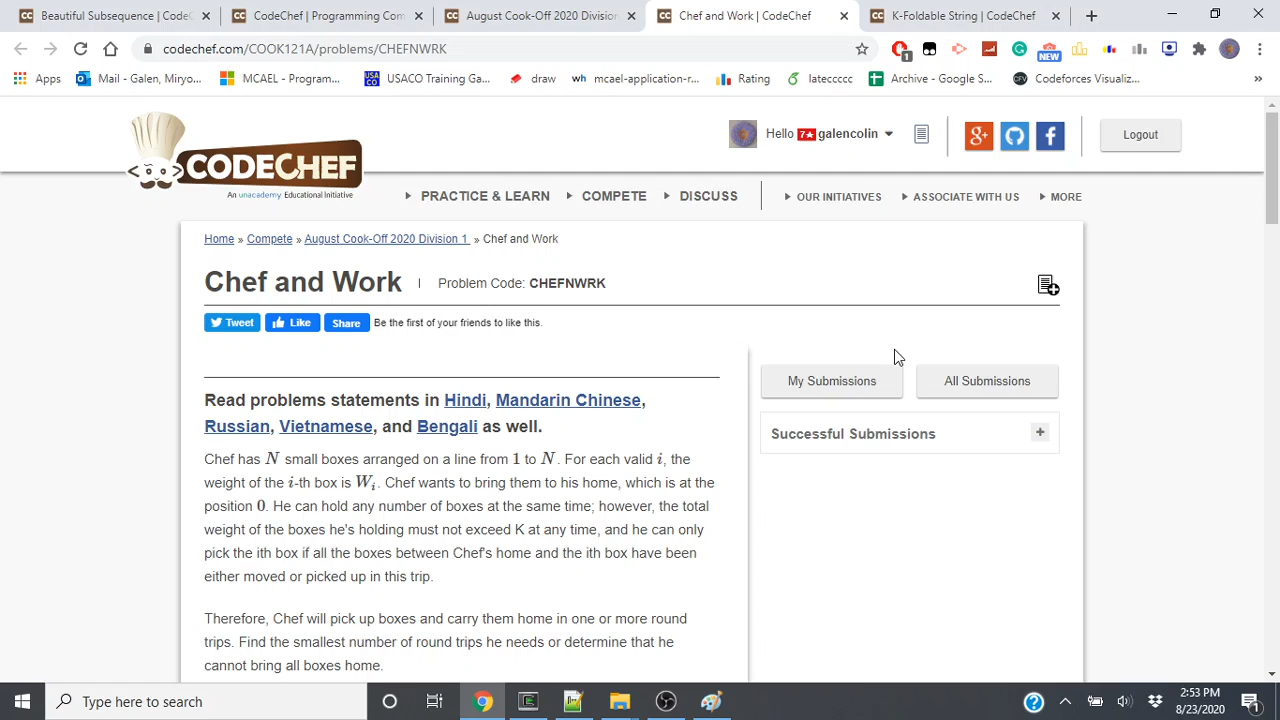 Beautiful Subsequence | CodeC
CodeChef | Programming Co
August Cook-Off 2020 Divisio
Chef and Work | CodeChef
K-Foldable String | CodeChef
codechef.com/COOK121A/problems/CHEFNWRK
1
NEW
Apps
Mail - Galen, Miryo...
MCAEL - Program...
USACO Training Ga...
draw
wh mcael-application-r...
Rating
lateccccc
Archive - Google S...
CFV Codeforces Visualiz...
»
CODECHEF
An unacademy Educational Initiative
Hello 7★ galencolin
Logout
PRACTICE & LEARN
COMPETE
DISCUSS
OUR INITIATIVES
ASSOCIATE WITH US
MORE
Home » Compete » August Cook-Off 2020 Division 1 » Chef and Work
Chef and Work
Problem Code: CHEFNWRK
Tweet
Like
Share
Be the first of your friends to like this.
My Submissions
All Submissions
Successful Submissions
+
Read problems statements in Hindi, Mandarin Chinese,
Russian, Vietnamese, and Bengali as well.
Chef has N small boxes arranged on a line from 1 to N. For each valid i, the
weight of the i-th box is Wi. Chef wants to bring them to his home, which is at the
position 0. He can hold any number of boxes at the same time; however, the total
weight of the boxes he's holding must not exceed K at any time, and he can only
pick the ith box if all the boxes between Chef's home and the ith box have been
either moved or picked up in this trip.
Therefore, Chef will pick up boxes and carry them home in one or more round
trips. Find the smallest number of round trips he needs or determine that he
cannot bring all boxes home.
Type here to search
2:53 PM
8/23/2020
1